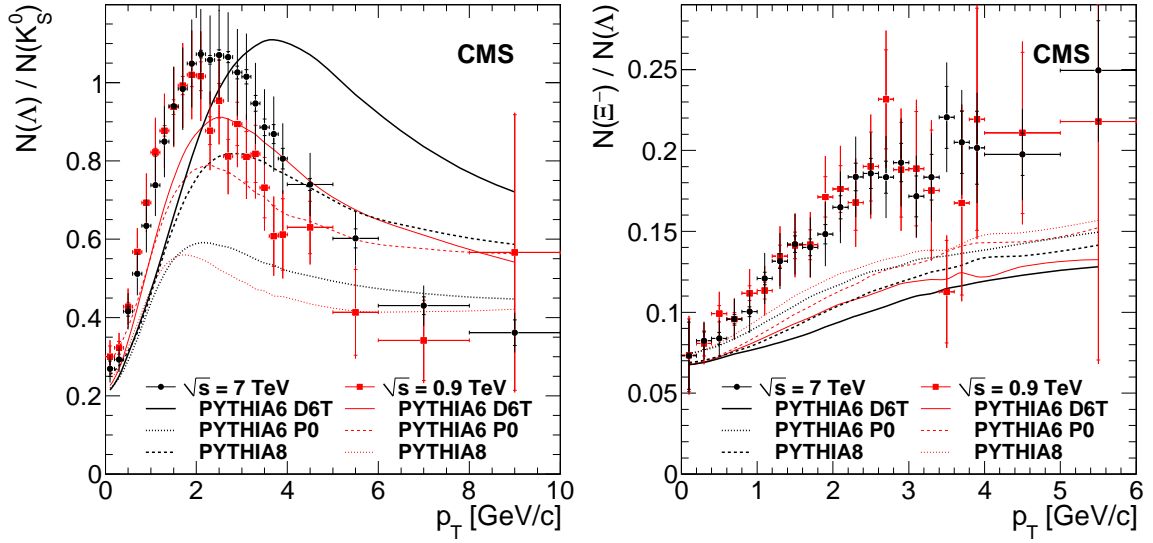 N(Λ) / N(K⁰_S)
CMS
1
0.8
0.6
0.4
0.2
0
√s = 7 TeV √s = 0.9 TeV
PYTHIA6 D6T PYTHIA6 D6T
PYTHIA6 P0 PYTHIA6 P0
PYTHIA8 PYTHIA8
0 2 4 6 8 10
p_T [GeV/c]
N(Ξ⁻) / N(Λ)
CMS
0.25
0.2
0.15
0.1
0.05
0
√s = 7 TeV √s = 0.9 TeV
PYTHIA6 D6T PYTHIA6 D6T
PYTHIA6 P0 PYTHIA6 P0
PYTHIA8 PYTHIA8
0 1 2 3 4 5 6
p_T [GeV/c]